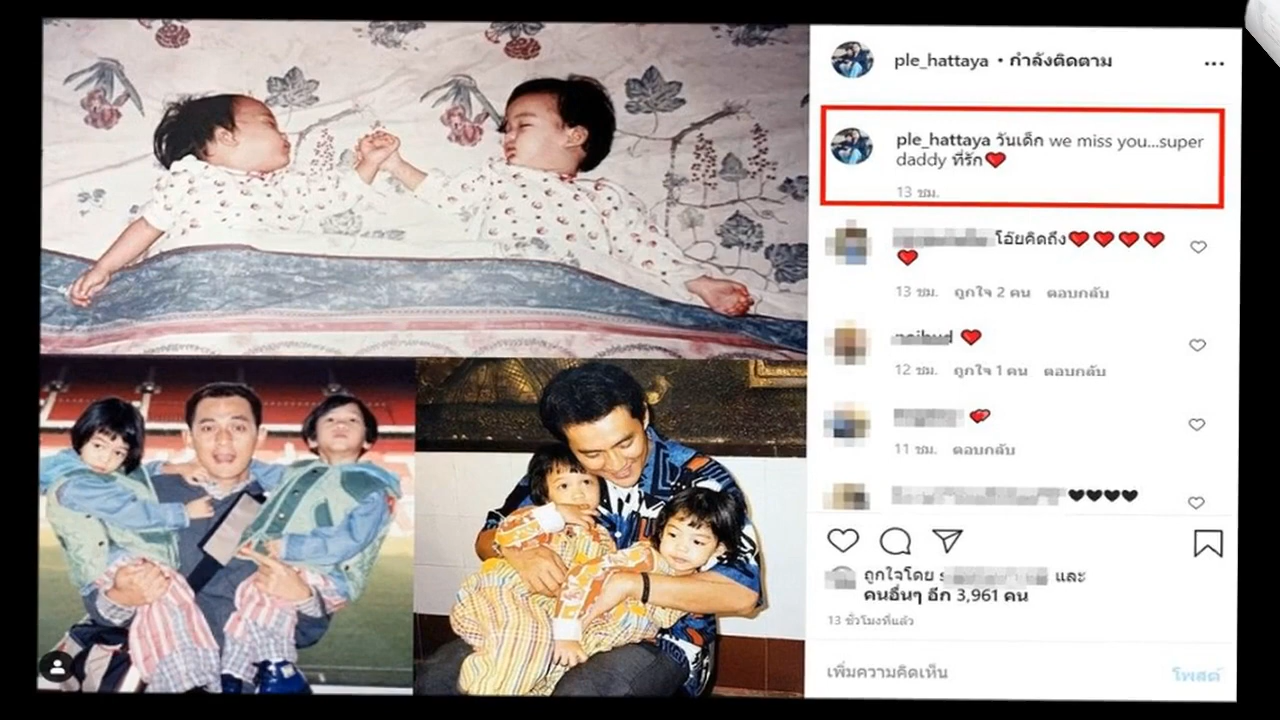 ple_hattaya • กำลังติดตาม
ple_hattaya วันเด็ก we miss you...super
daddy ที่รัก❤️
13 ชม.
โอ๊ยคิดถึง❤️❤️❤️❤️
❤️
13 ชม. ถูกใจ 2 คน ตอบกลับ
❤️
12 ชม. ถูกใจ 1 คน ตอบกลับ
11 ชม. ตอบกลับ
🖤🖤🖤🖤
ถูกใจโดย s และ
คนอื่นๆ อีก 3,961 คน
13 ชั่วโมงที่แล้ว
เพิ่มความคิดเห็น
โพสต์